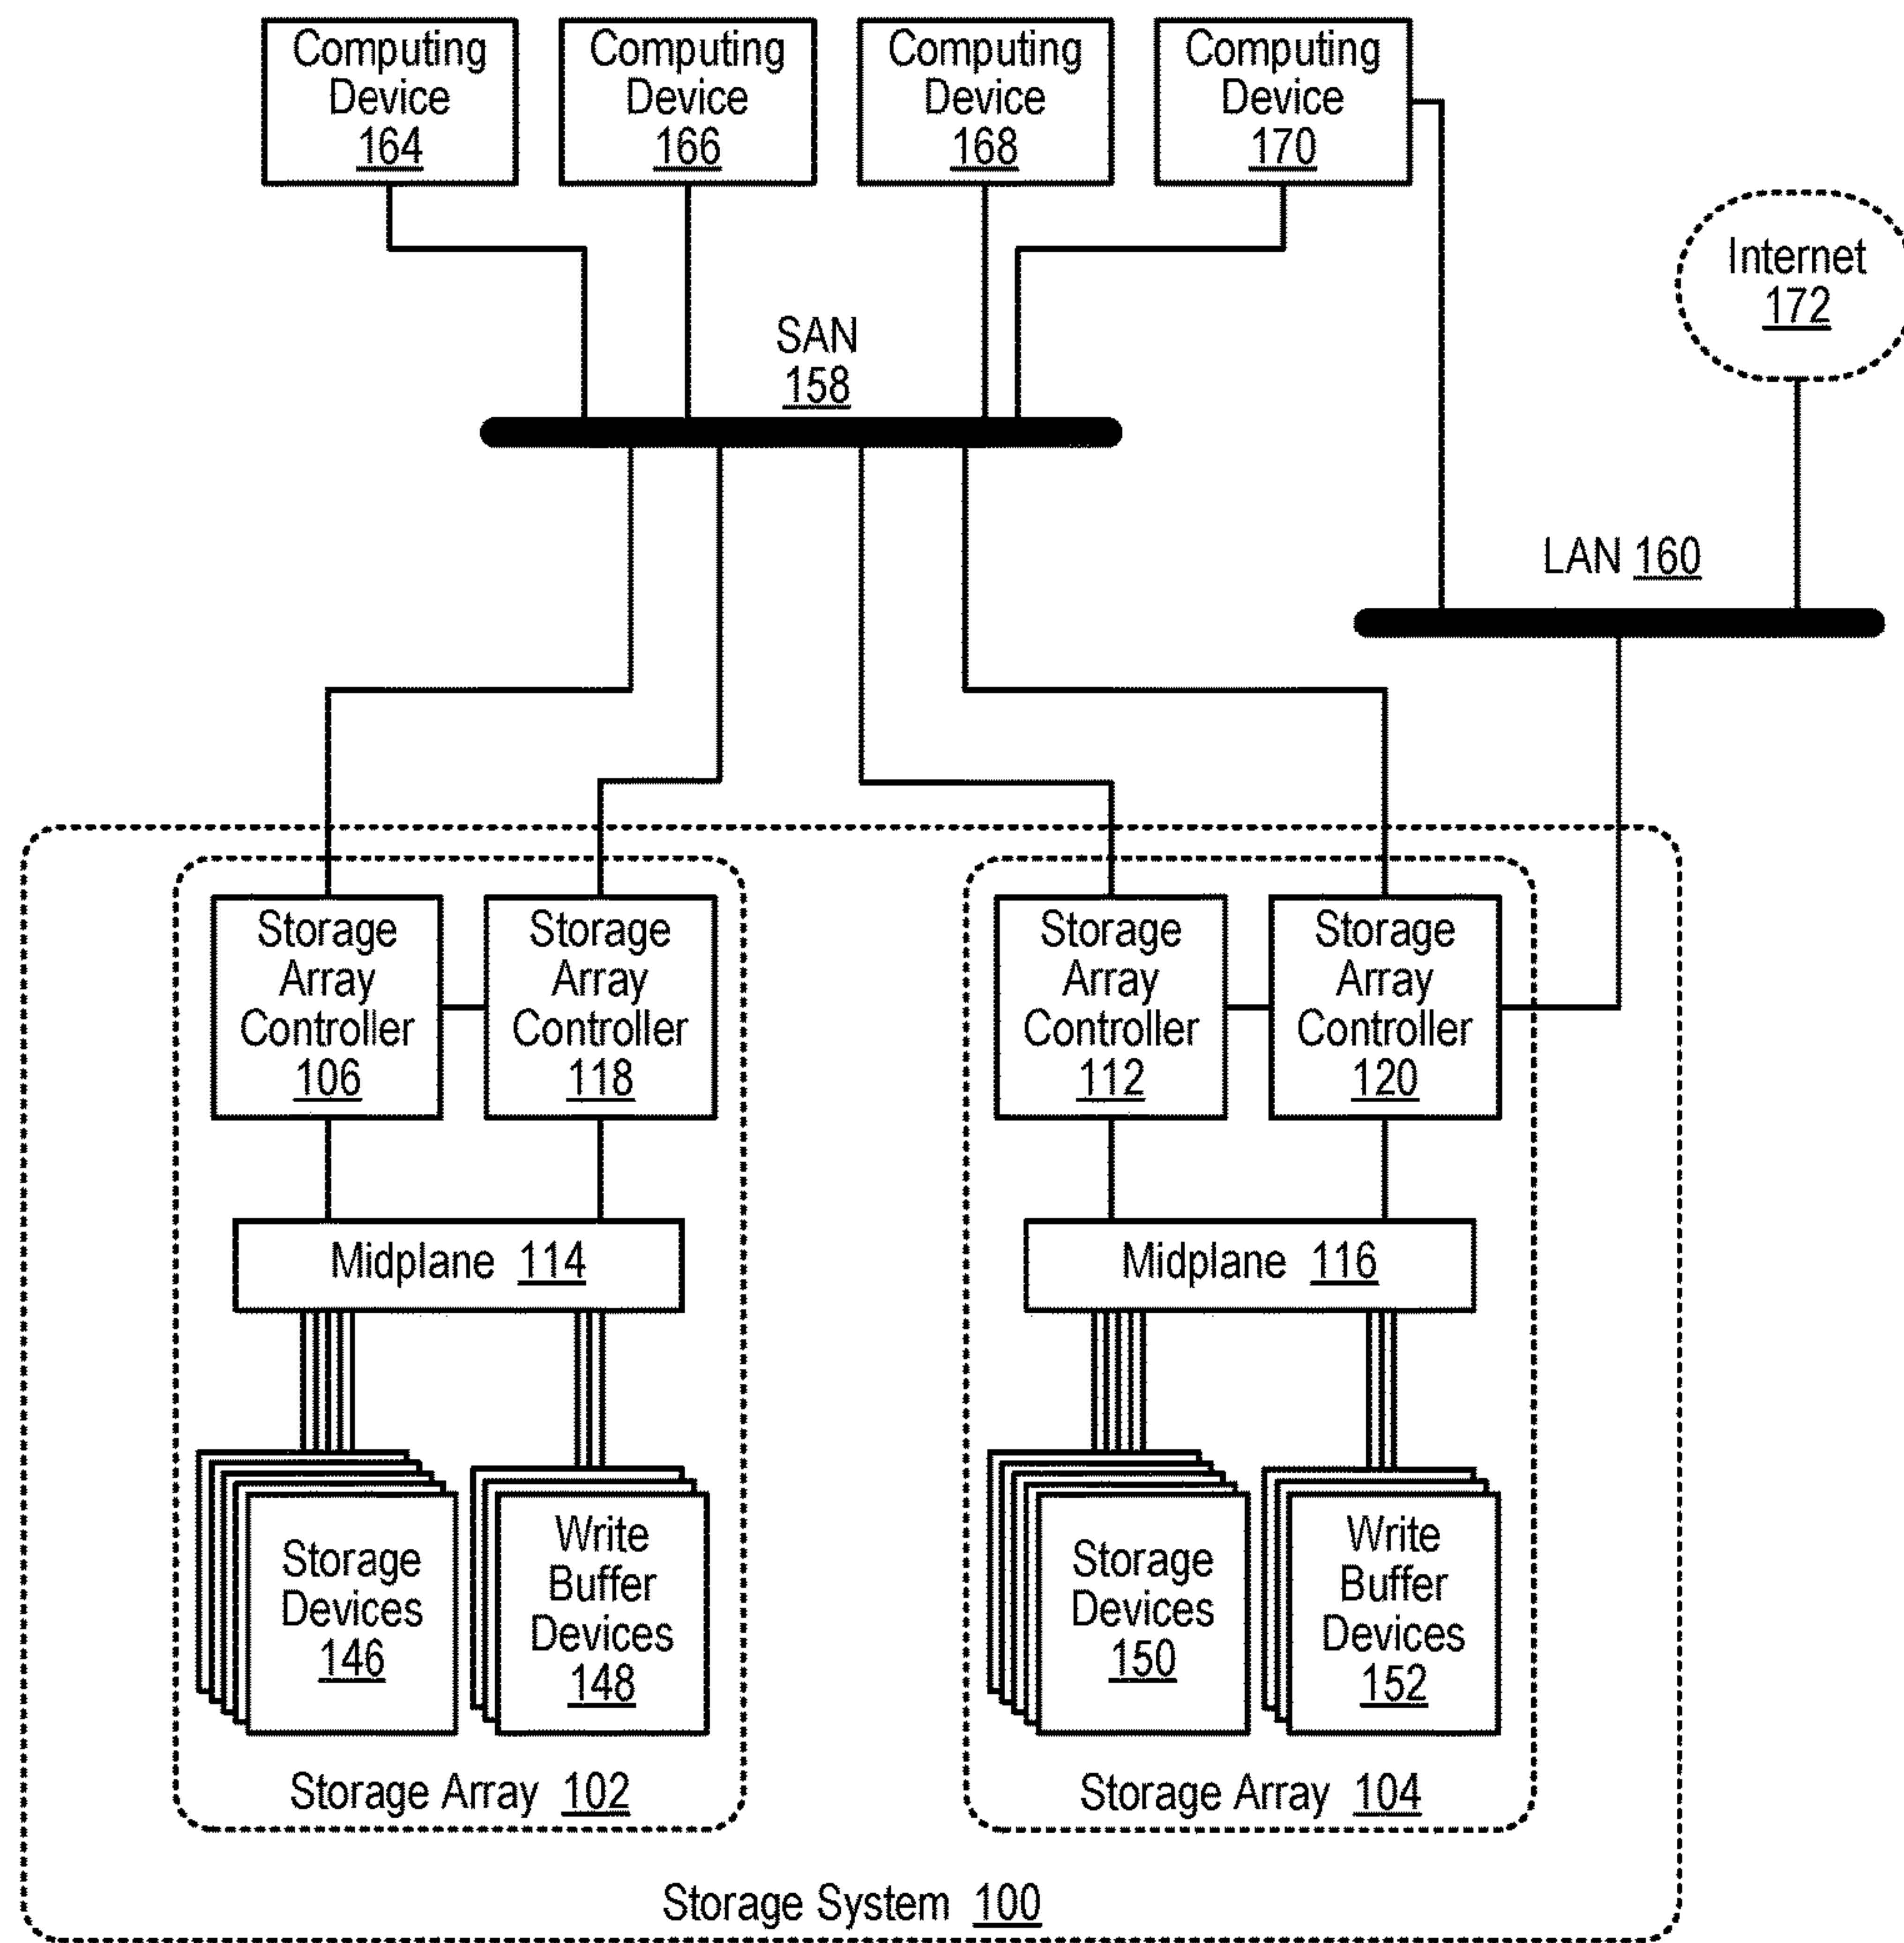 Computing
Device
164
Computing
Device
166
Computing
Device
168
Computing
Device
170
Internet
172
SAN
158
LAN 160
Storage
Array
Controller
106
Storage
Array
Controller
118
Storage
Array
Controller
112
Storage
Array
Controller
120
Midplane 114
Midplane 116
Storage
Devices
146
Write
Buffer
Devices
148
Storage
Devices
150
Write
Buffer
Devices
152
Storage Array 102
Storage Array 104
Storage System 100